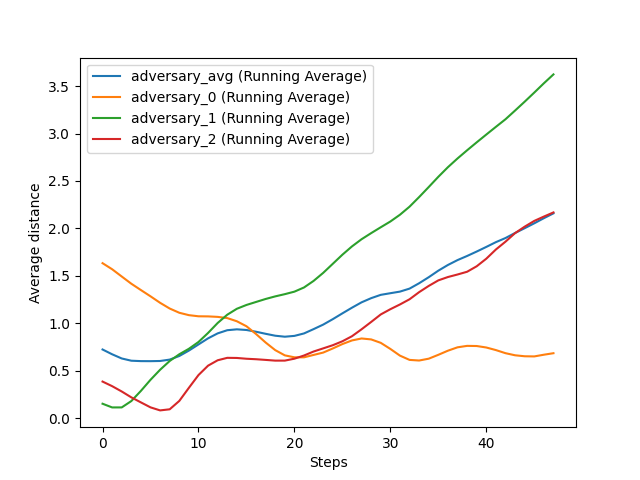 adversary_avg (Running Average)
adversary_0 (Running Average)
adversary_1 (Running Average)
adversary_2 (Running Average)
3.5
3.0
2.5
2.0
1.5
1.0
0.5
0.0
Average distance
0 10 20 30 40
Steps